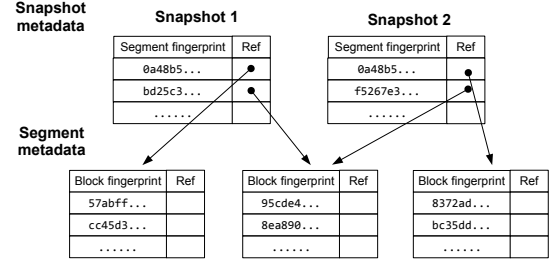 Snapshot
metadata
Snapshot 1
Snapshot 2
Segment fingerprint Ref
0a48b5...
bd25c3...
......
Segment fingerprint Ref
0a48b5...
f5267e3...
......
Segment
metadata
Block fingerprint Ref
57abff...
cc45d3...
......
Block fingerprint Ref
95cde4...
8ea890...
......
Block fingerprint Ref
8372ad...
bc35dd...
......